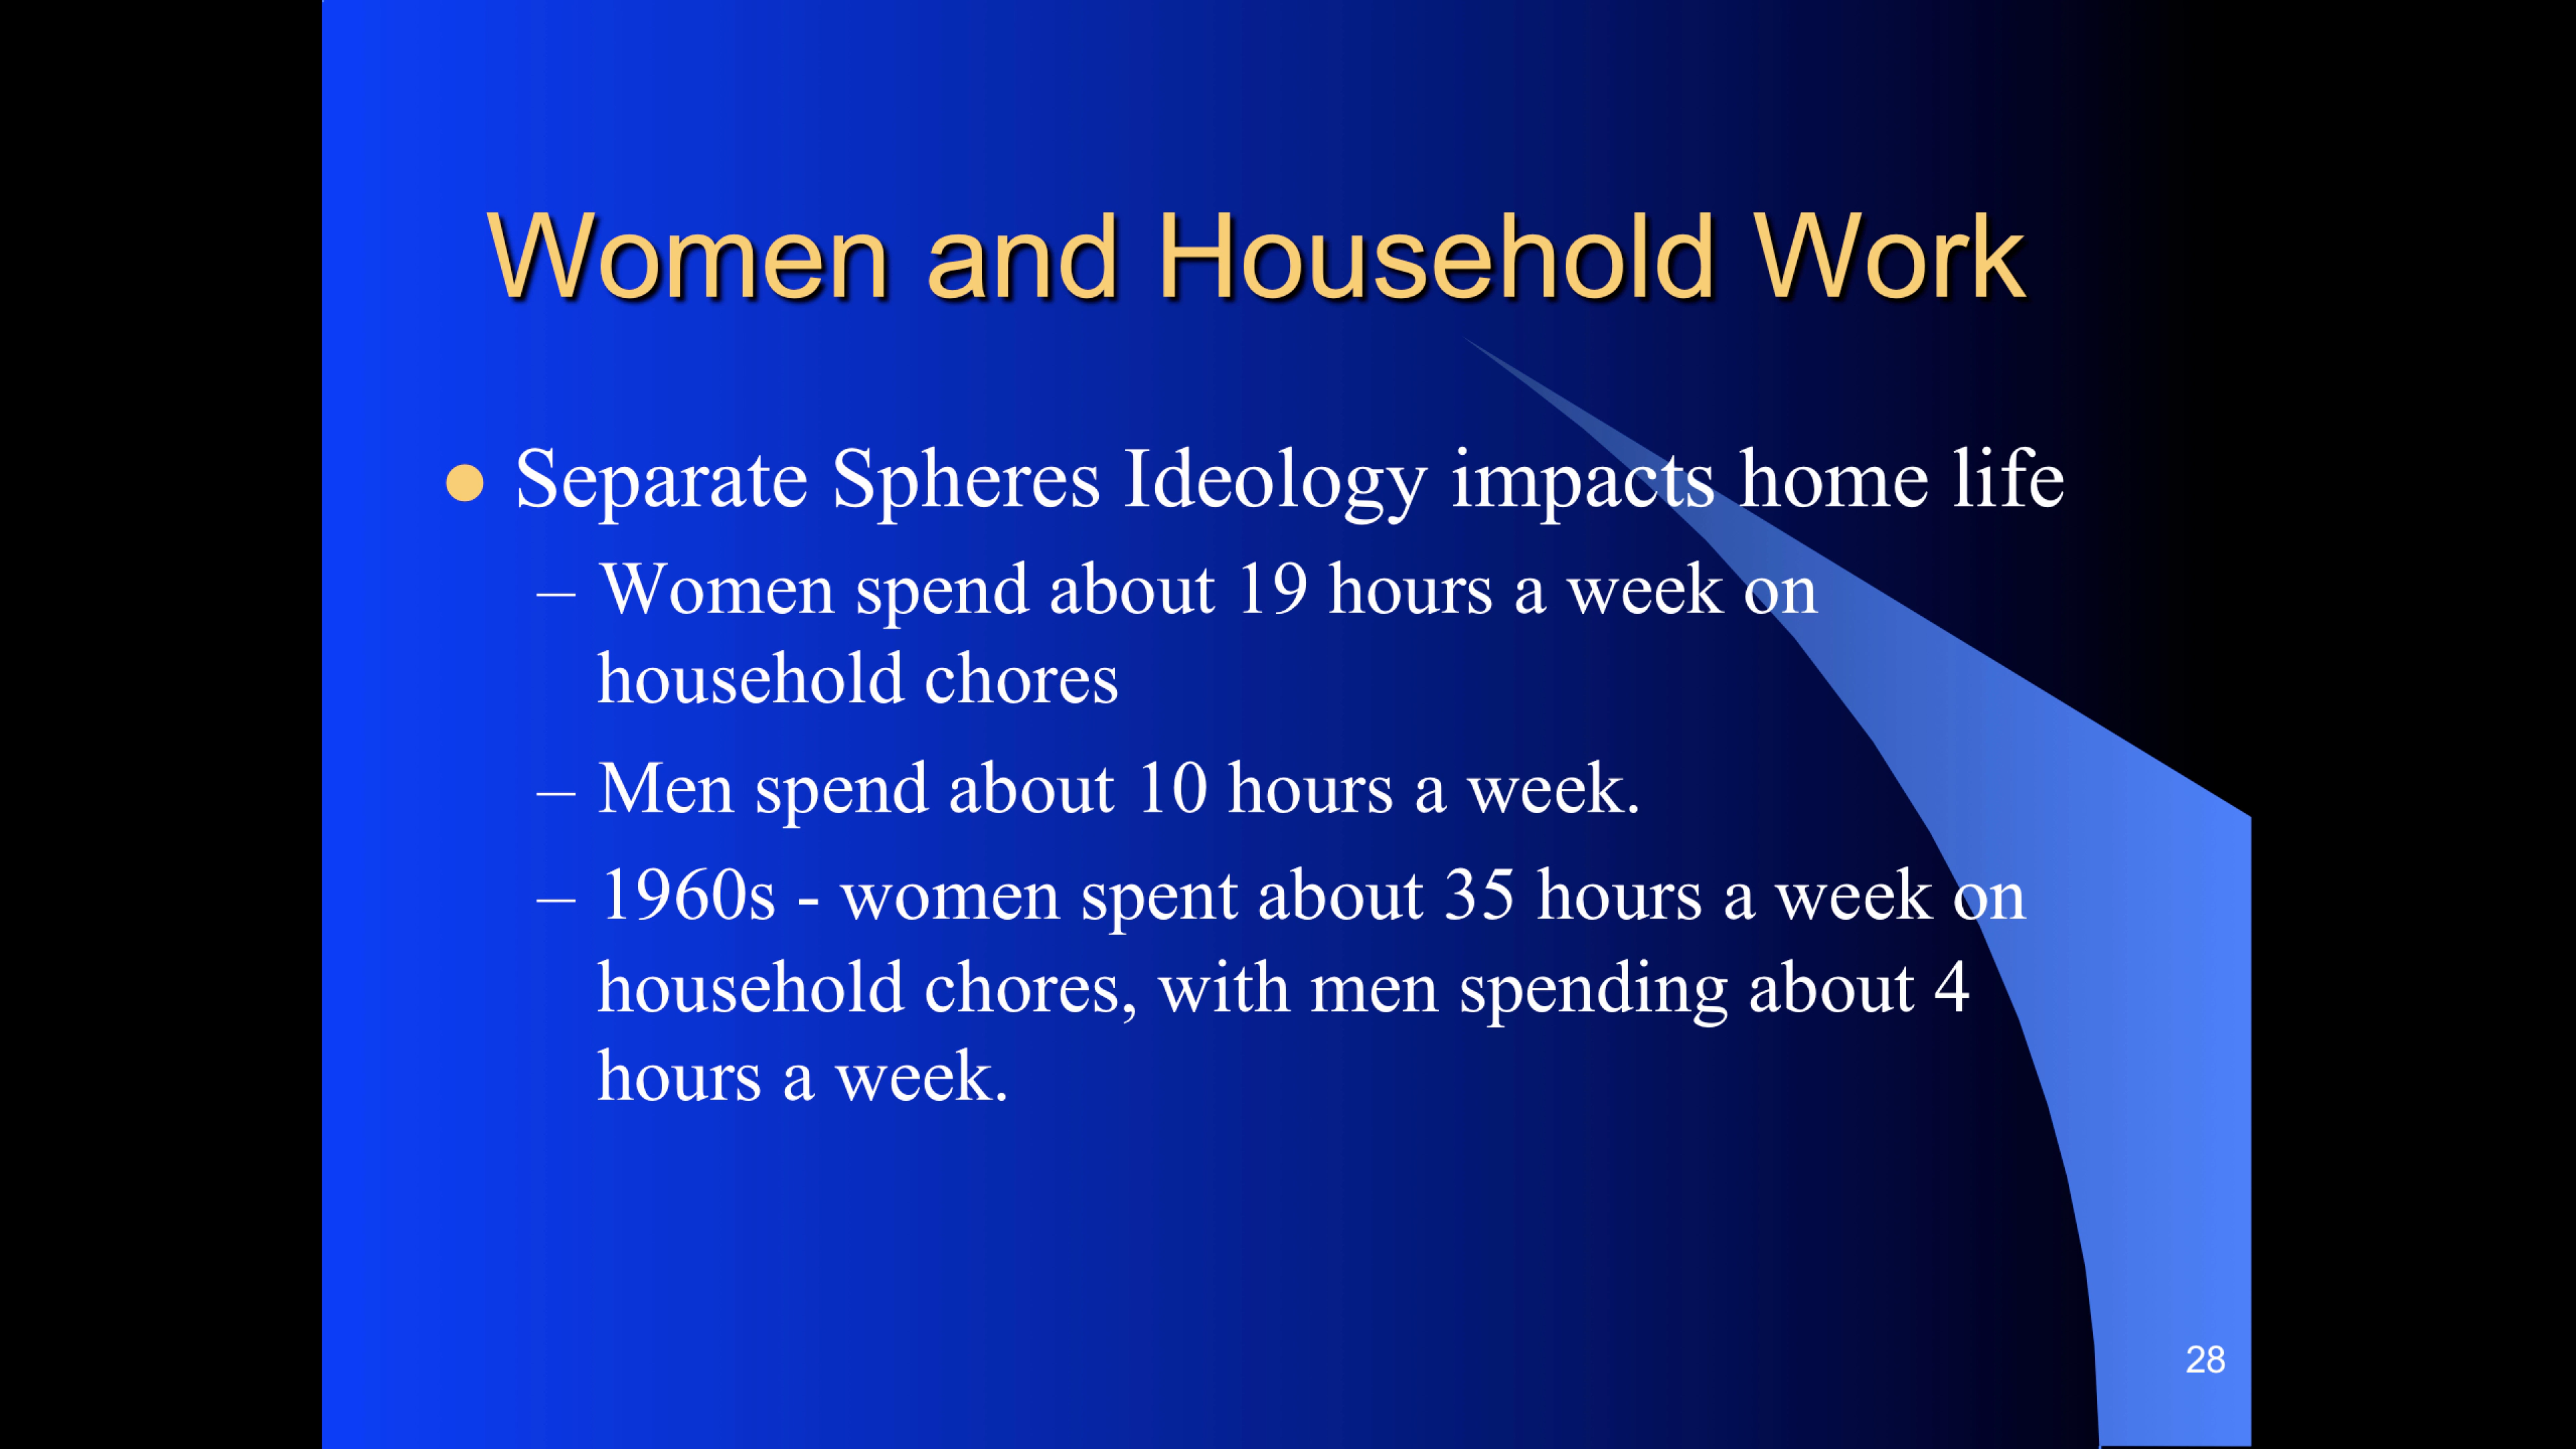 Women and Household Work
● Separate Spheres Ideology impacts home life
– Women spend about 19 hours a week on
household chores
– Men spend about 10 hours a week.
– 1960s - women spent about 35 hours a week on
household chores, with men spending about 4
hours a week.
28